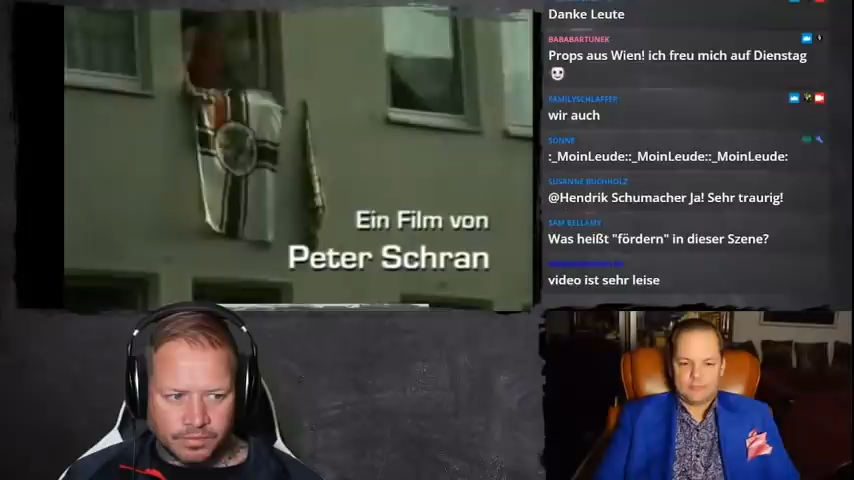 Ein Film von
Peter Schran
Danke Leute
BABABARTUNEK
Props aus Wien! ich freu mich auf Dienstag
FAMILYSCHLAFFER
wir auch
SONNE
:_MoinLeude::_MoinLeude::_MoinLeude:
SUSANNE BUCHHOLZ
@Hendrik Schumacher Ja! Sehr traurig!
SAM BELLAMY
Was heißt "fördern" in dieser Szene?
video ist sehr leise